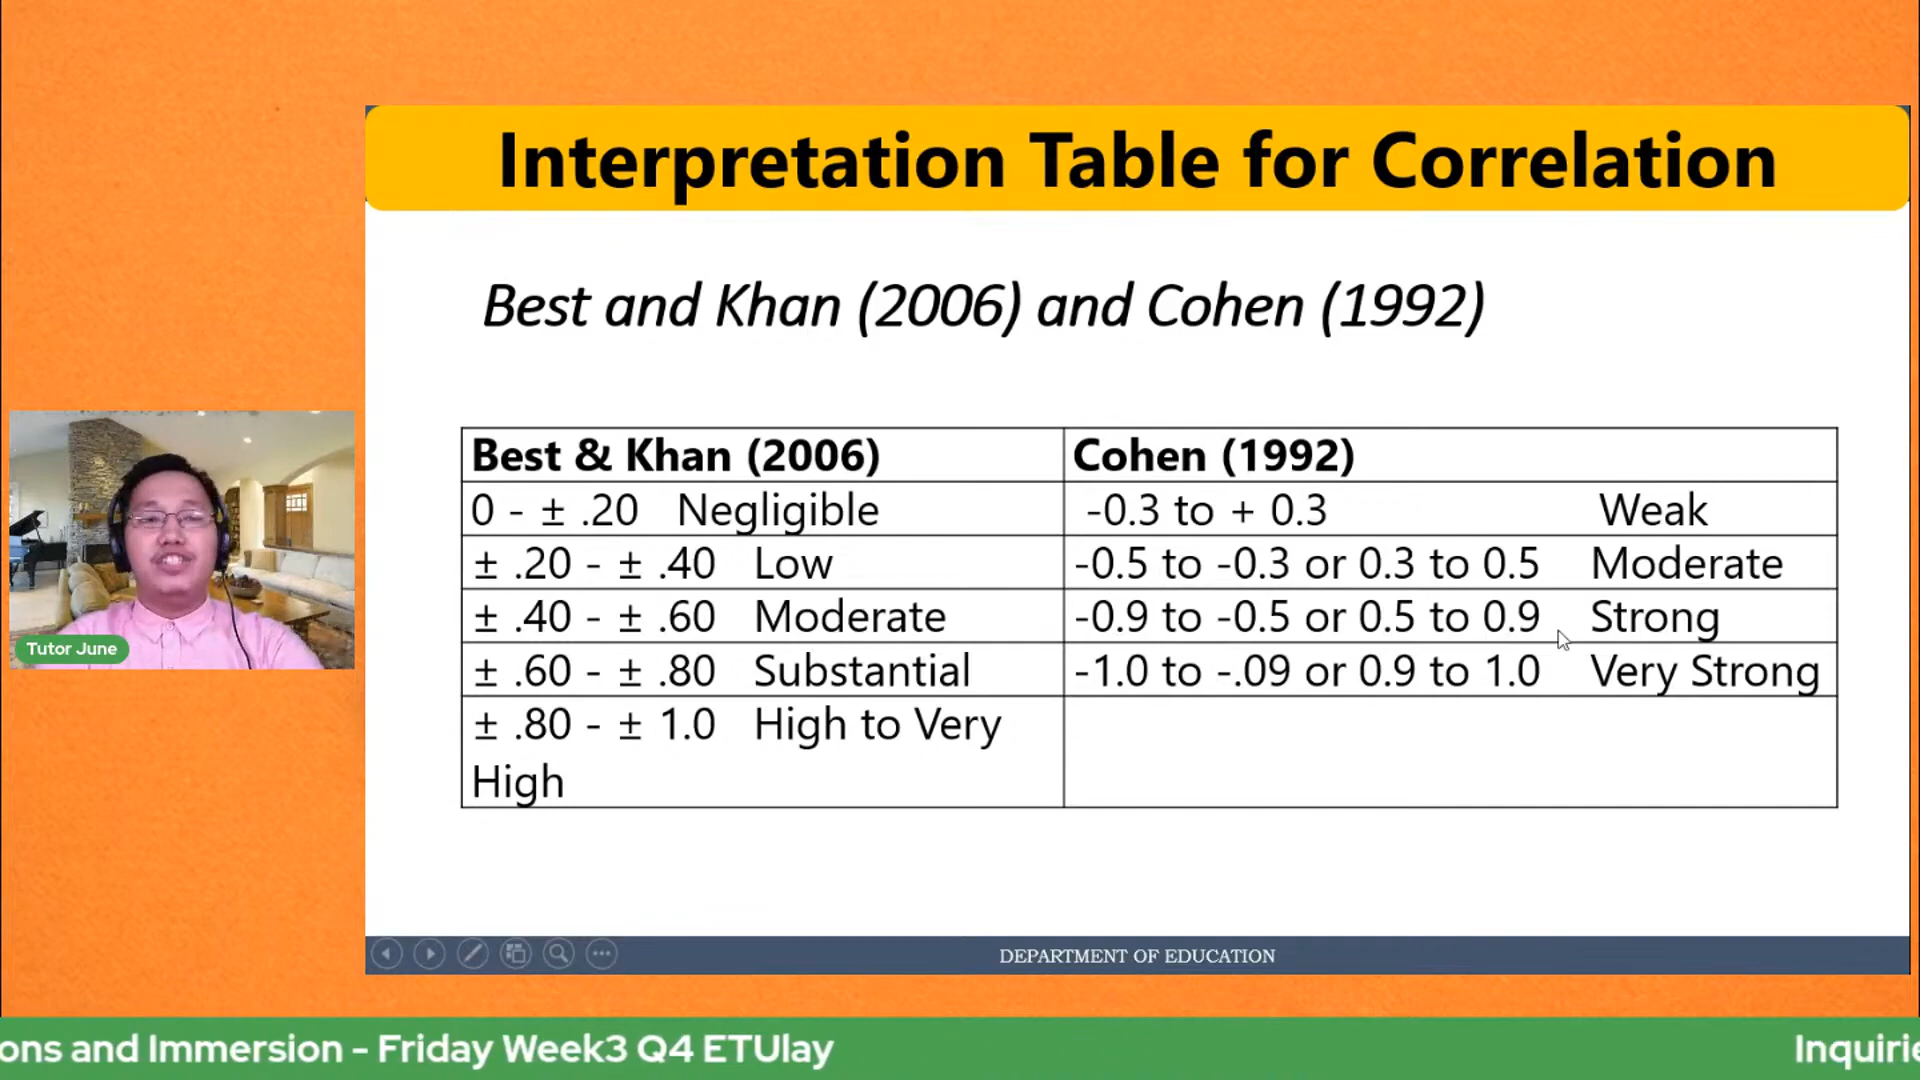 Interpretation Table for Correlation
Best and Khan (2006) and Cohen (1992)
Best & Khan (2006) Cohen (1992)
0 - ± .20 Negligible -0.3 to + 0.3 Weak
± .20 - ± .40 Low -0.5 to -0.3 or 0.3 to 0.5 Moderate
± .40 - ± .60 Moderate -0.9 to -0.5 or 0.5 to 0.9 Strong
± .60 - ± .80 Substantial -1.0 to -.09 or 0.9 to 1.0 Very Strong
± .80 - ± 1.0 High to Very
High
Tutor June
DEPARTMENT OF EDUCATION
ons and Immersion - Friday Week3 Q4 ETUlay Inquirie